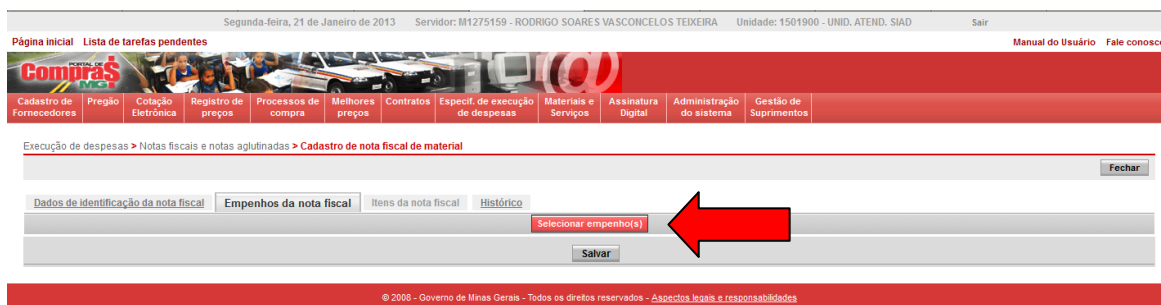 Segunda-feira, 21 de Janeiro de 2013 Servidor: M1275159 - RODRIGO SOARES VASCONCELOS TEIXEIRA Unidade: 1501900 - UNID. ATEND. SIAD Sair
Página inicial Lista de tarefas pendentes Manual do Usuário Fale conosco
PORTAL DE
Compras
MG
Cadastro de Fornecedores Pregão Cotação Eletrônica Registro de preços Processos de compra Melhores preços Contratos Especif. de execução de despesas Materiais e Serviços Assinatura Digital Administração do sistema Gestão de Suprimentos
Execução de despesas > Notas fiscais e notas aglutinadas > Cadastro de nota fiscal de material
Fechar
Dados de identificação da nota fiscal Empenhos da nota fiscal Itens da nota fiscal Histórico
Selecionar empenho(s)
Salvar
© 2008 - Governo de Minas Gerais - Todos os direitos reservados - Aspectos legais e responsabilidades